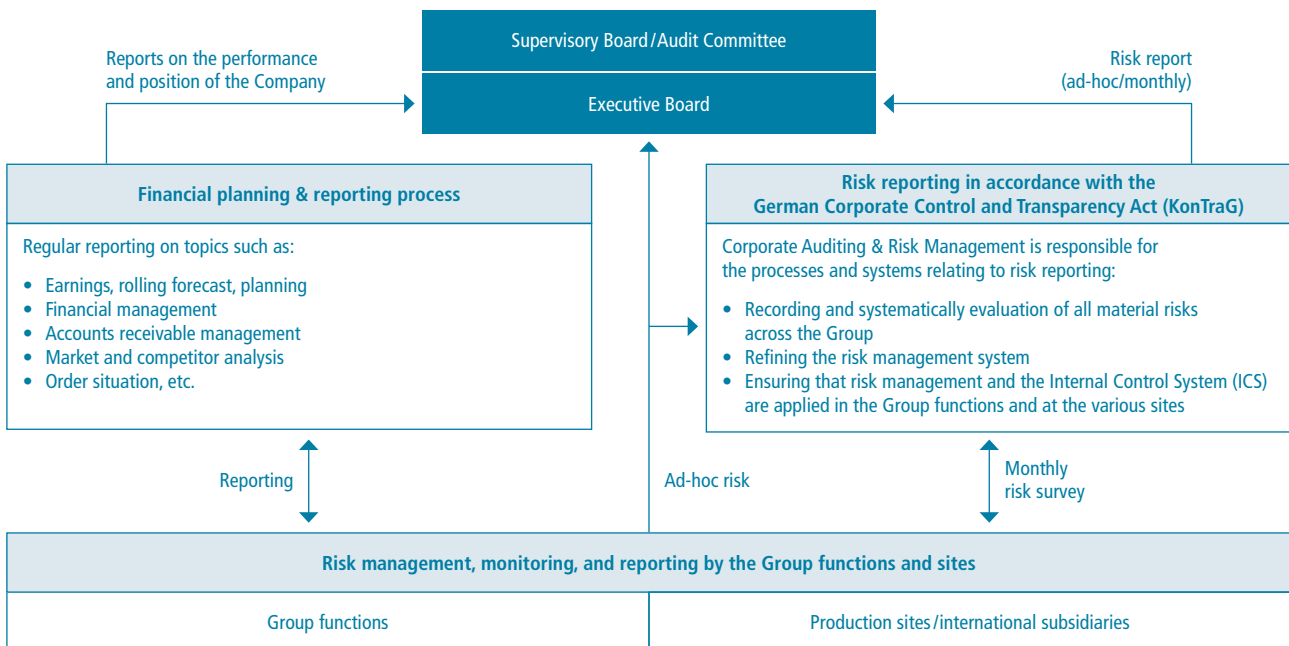 Supervisory Board/Audit Committee
Executive Board
Reports on the performance
and position of the Company
Risk report
(ad-hoc/monthly)
Financial planning & reporting process
Regular reporting on topics such as:
• Earnings, rolling forecast, planning
• Financial management
• Accounts receivable management
• Market and competitor analysis
• Order situation, etc.
Risk reporting in accordance with the
German Corporate Control and Transparency Act (KonTraG)
Corporate Auditing & Risk Management is responsible for
the processes and systems relating to risk reporting:
• Recording and systematically evaluation of all material risks
across the Group
• Refining the risk management system
• Ensuring that risk management and the Internal Control System (ICS)
are applied in the Group functions and at the various sites
Reporting
Ad-hoc risk
Monthly
risk survey
Risk management, monitoring, and reporting by the Group functions and sites
Group functions
Production sites/international subsidiaries